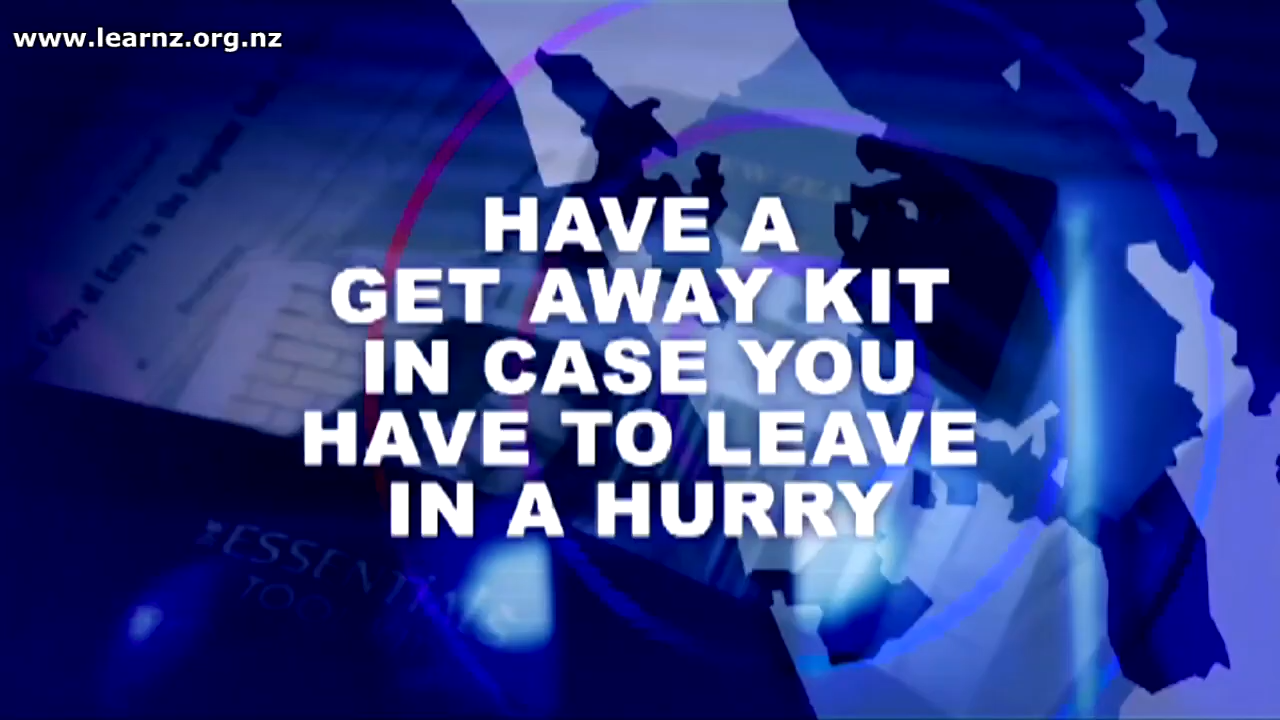 www.learnz.org.nz
HAVE A
GET AWAY KIT
IN CASE YOU
HAVE TO LEAVE
IN A HURRY